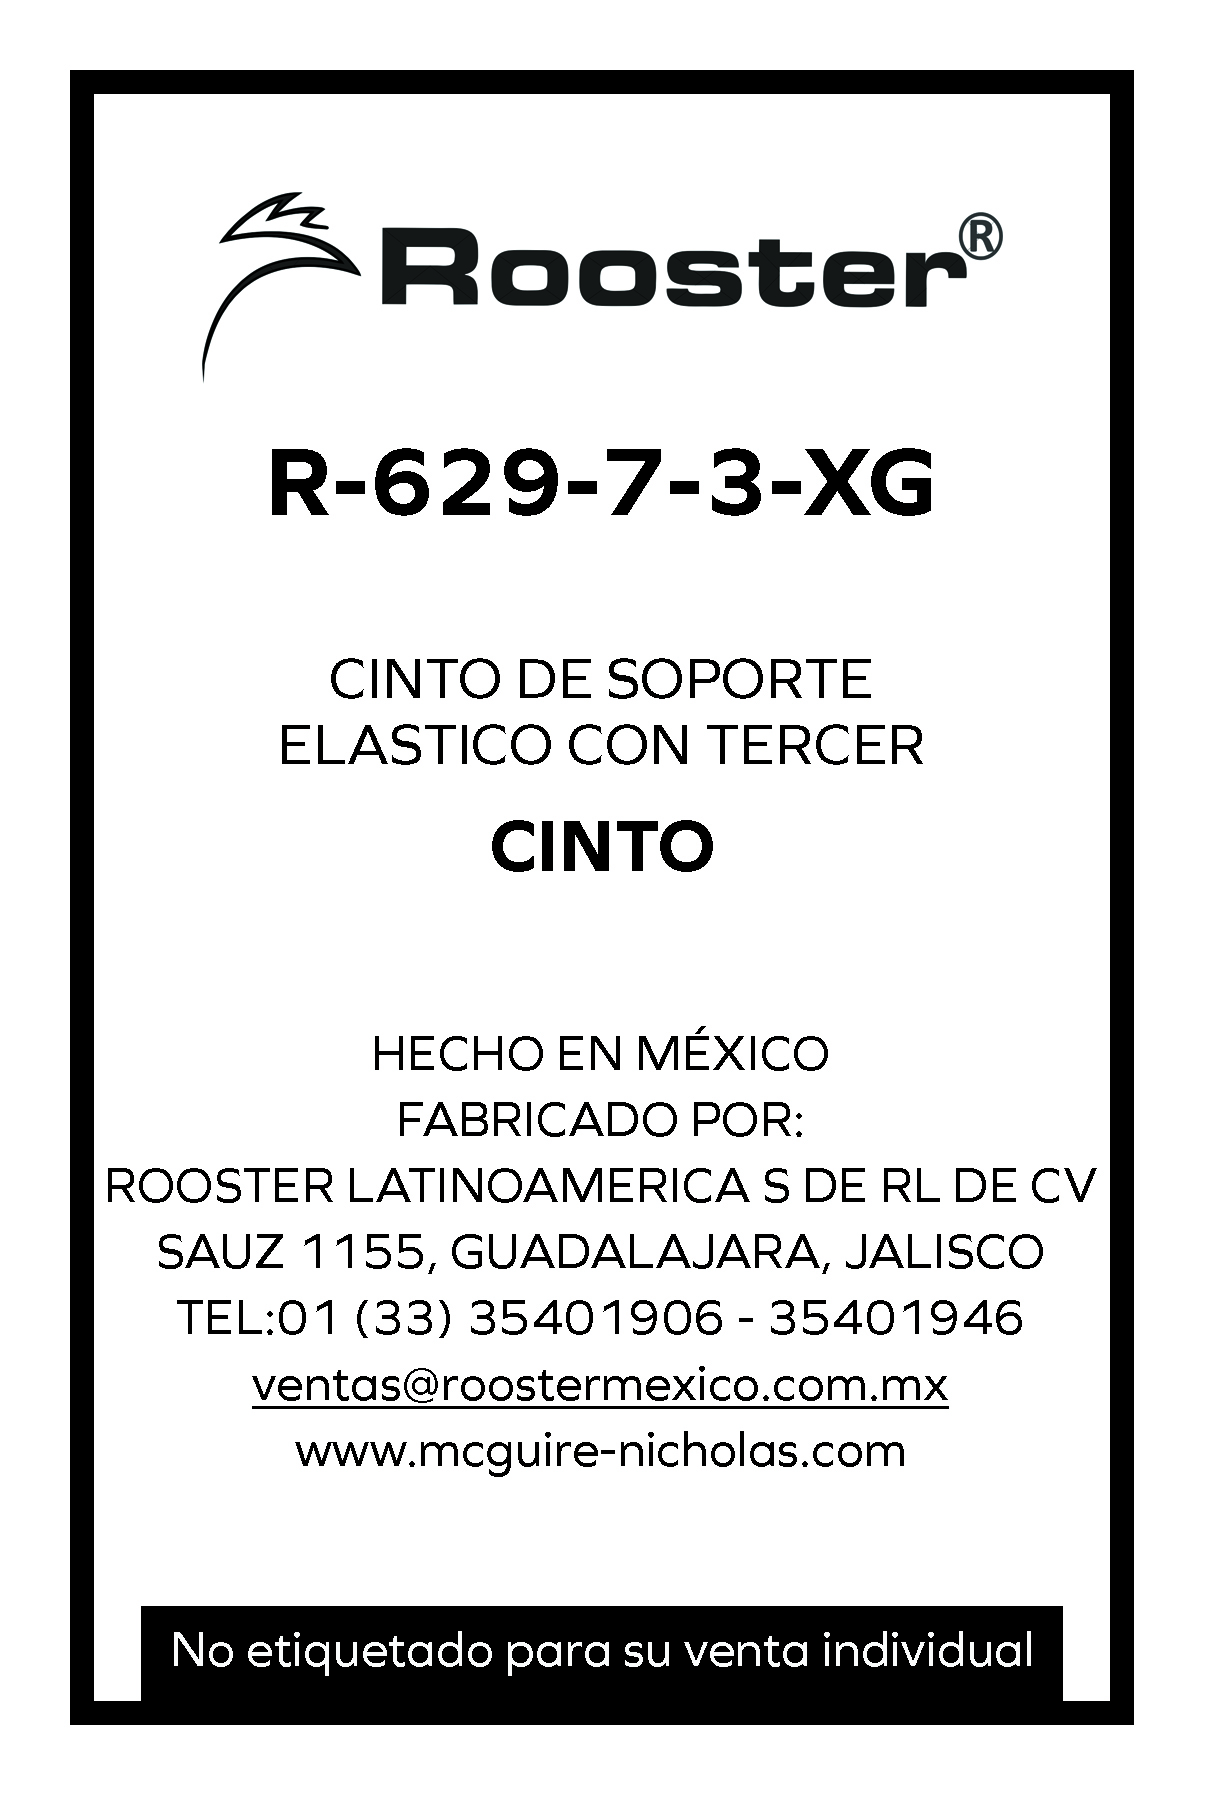 Rooster®
R-629-7-3-XG
CINTO DE SOPORTE
ELASTICO CON TERCER
CINTO
HECHO EN MÉXICO
FABRICADO POR:
ROOSTER LATINOAMERICA S DE RL DE CV
SAUZ 1155, GUADALAJARA, JALISCO
TEL:01 (33) 35401906 - 35401946
ventas@roostermexico.com.mx
www.mcguire-nicholas.com
No etiquetado para su venta individual